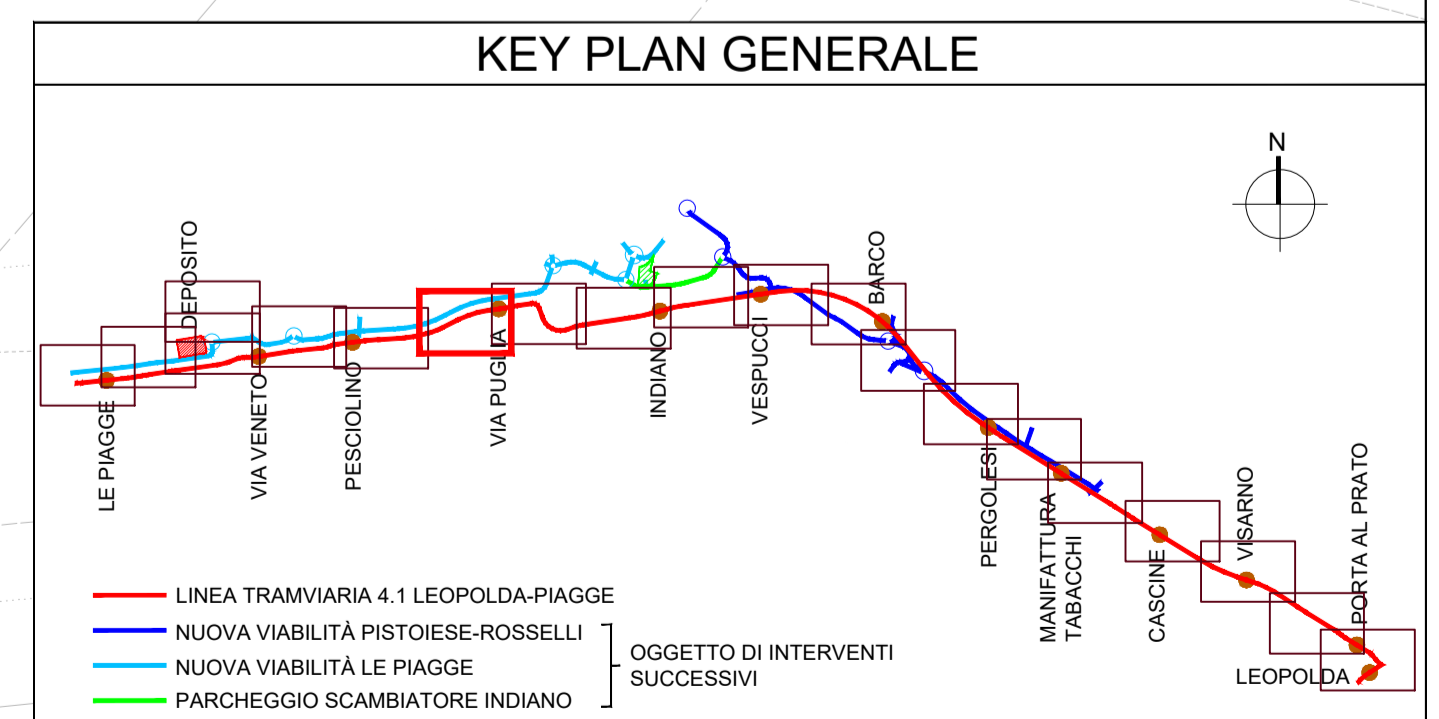 KEY PLAN GENERALE
N
DEPOSITO
BARCO
LE PIAGGE
VIA VENETO
PESCIOLINO
VIA PUGLIA
INDIANO
VESPUCCI
PERGOLESI
MANIFATTURA
TABACCHI
CASCINE
VISARNO
PORTA AL PRATO
LEOPOLDA
LINEA TRAMVIARIA 4.1 LEOPOLDA-PIAGGE
NUOVA VIABILITÀ PISTOIESE-ROSSELLI
NUOVA VIABILITÀ LE PIAGGE
PARCHEGGIO SCAMBIATORE INDIANO
OGGETTO DI INTERVENTI
SUCCESSIVI